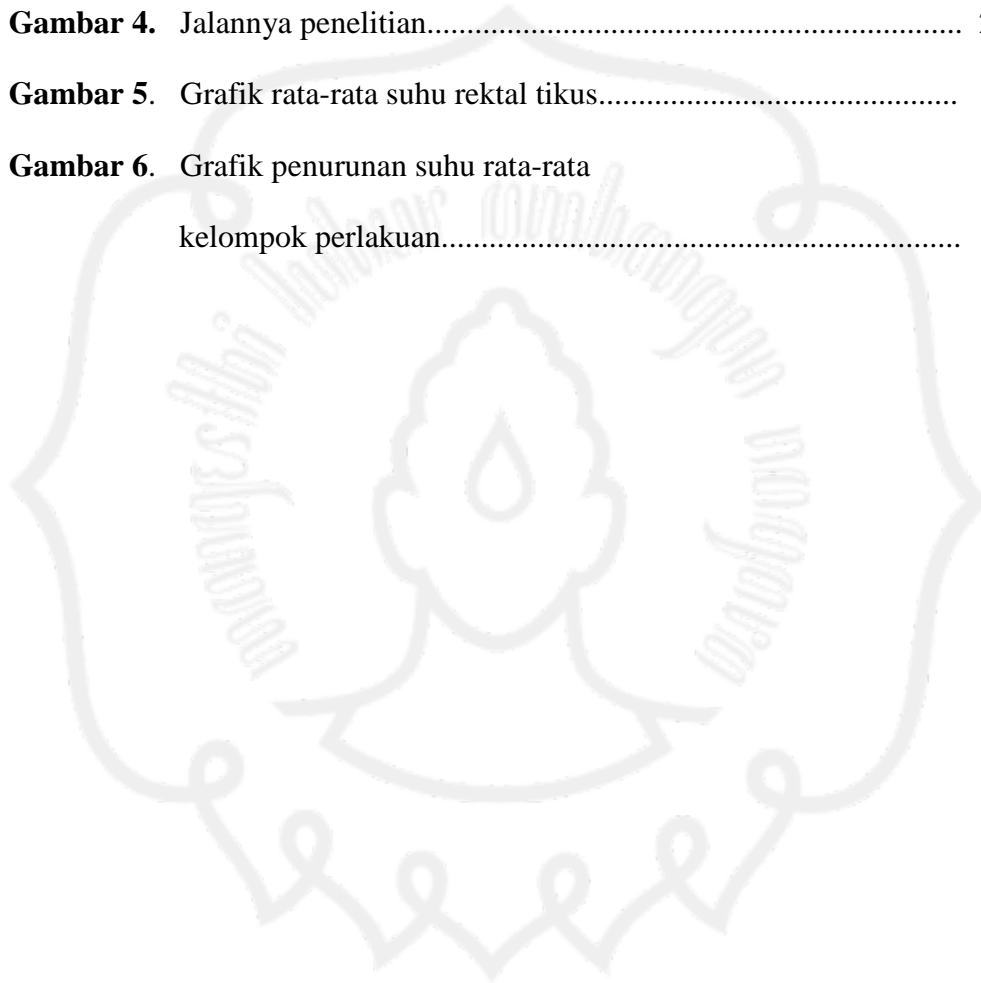 Gambar 4. Jalannya penelitian.....................................................................
Gambar 5. Grafik rata-rata suhu rektal tikus..............................................
Gambar 6. Grafik penurunan suhu rata-rata
kelompok perlakuan...................................................................